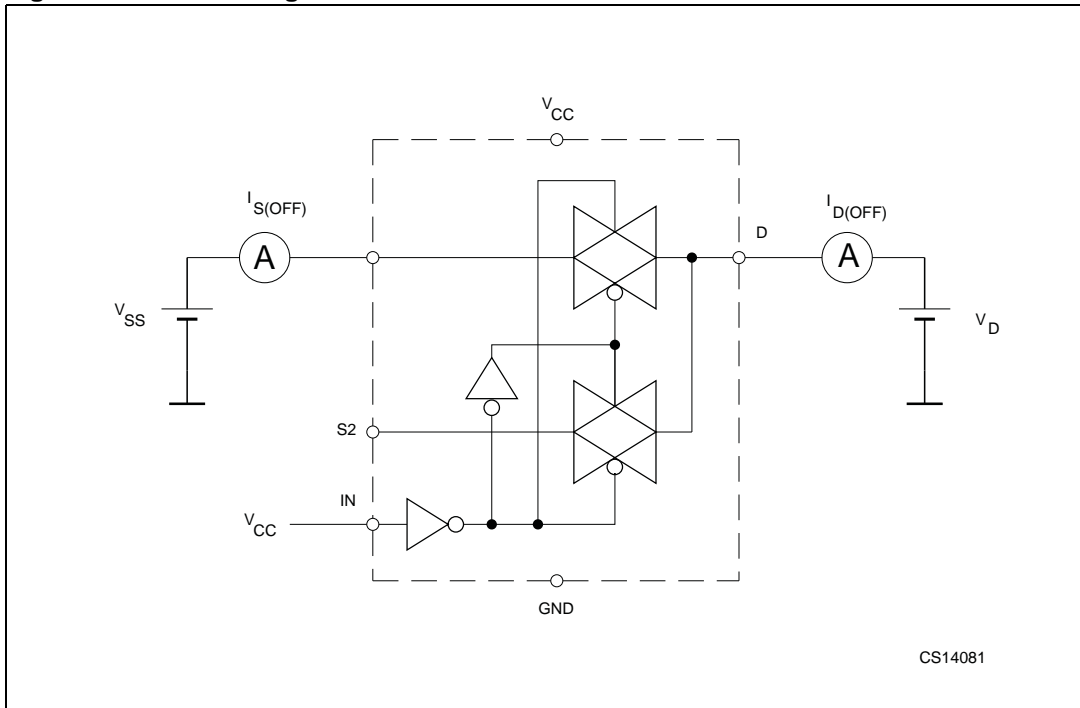 V CC
I S(OFF)
I D(OFF)
A
D
A
V SS
V D
S2
IN
V CC
GND
CS14081